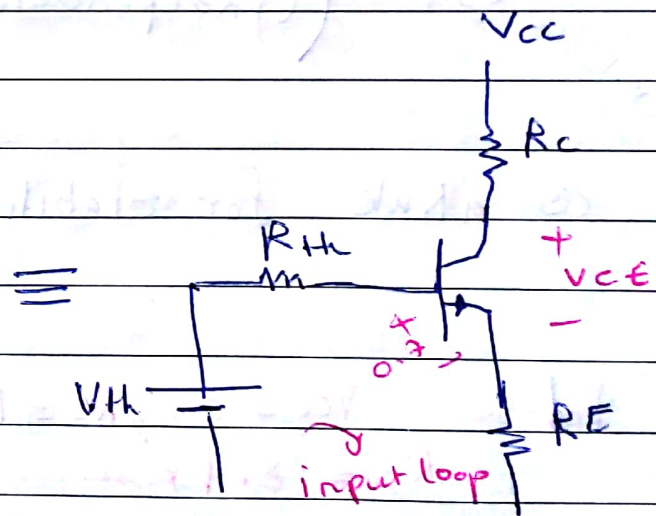 Vcc
Rc
RTh
+
VCE
-
+
0.7
-
Vth
RE
input loop